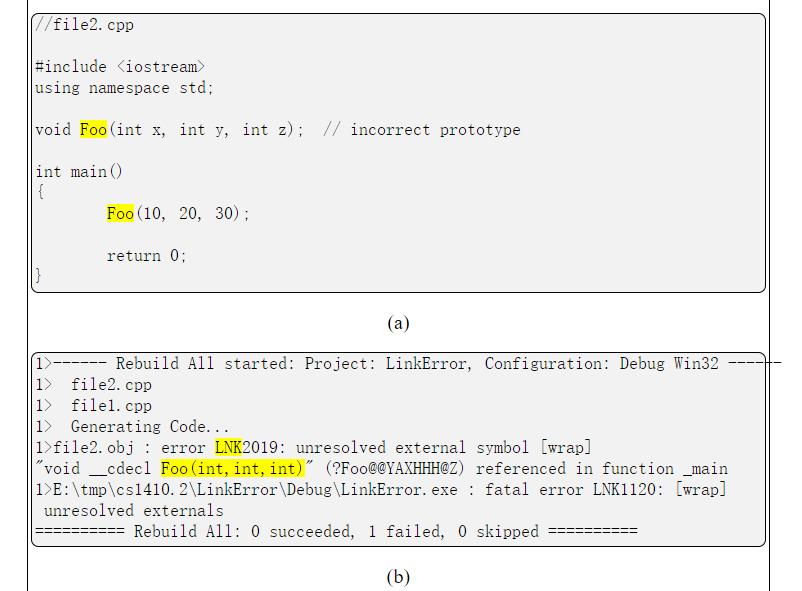 //file2.cpp
#include <iostream>
using namespace std;
void Foo(int x, int y, int z);  // incorrect prototype
int main()
{
Foo(10, 20, 30);
return 0;
}
(a)
1>------ Rebuild All started: Project: LinkError, Configuration: Debug Win32 ------
1>  file2.cpp
1>  file1.cpp
1>  Generating Code...
1>file2.obj : error LNK2019: unresolved external symbol [wrap]
"void __cdecl Foo(int,int,int)" (?Foo@@YAXHHH@Z) referenced in function _main
1>E:\tmp\cs1410.2\LinkError\Debug\LinkError.exe : fatal error LNK1120: [wrap]
unresolved externals
========== Rebuild All: 0 succeeded, 1 failed, 0 skipped ==========
(b)